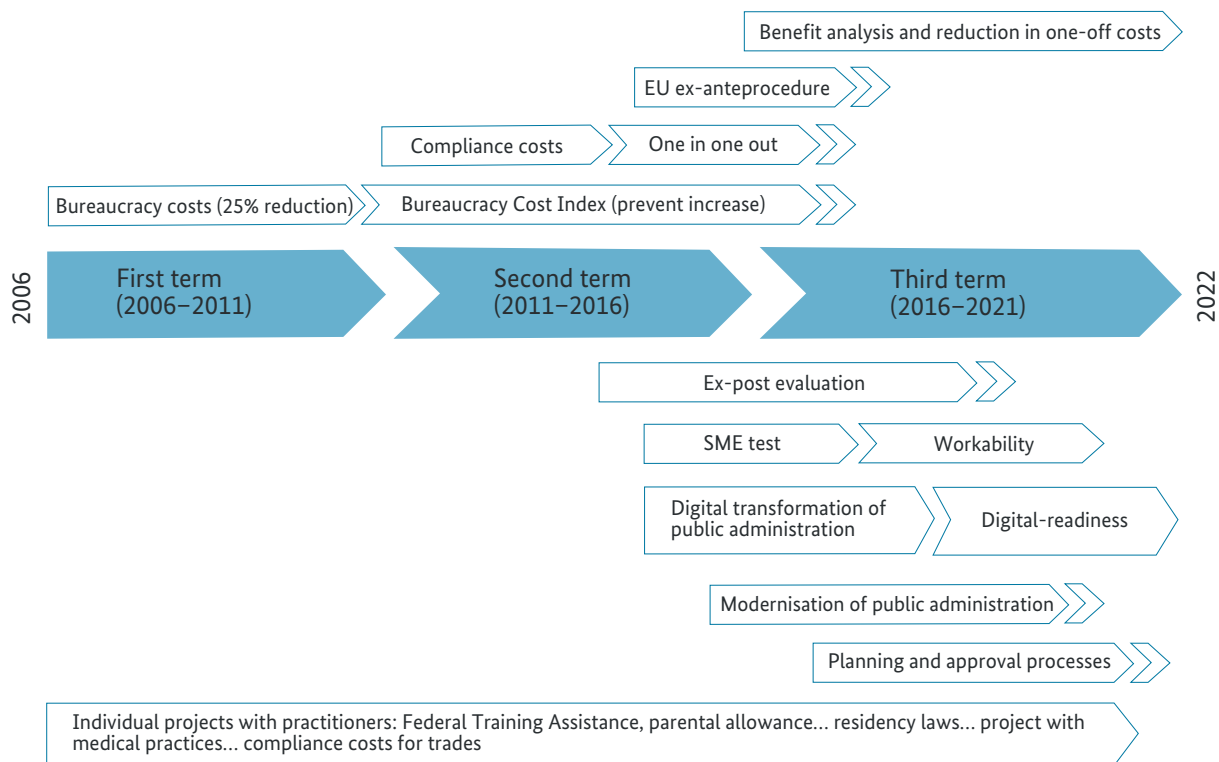 Benefit analysis and reduction in one-off costs
EU ex-anteprocedure
Compliance costs
One in one out
Bureaucracy costs (25% reduction)
Bureaucracy Cost Index (prevent increase)
2006
First term
(2006–2011)
Second term
(2011–2016)
Third term
(2016–2021)
2022
Ex-post evaluation
SME test
Workability
Digital transformation of
public administration
Digital-readiness
Modernisation of public administration
Planning and approval processes
Individual projects with practitioners: Federal Training Assistance, parental allowance... residency laws... project with
medical practices... compliance costs for trades